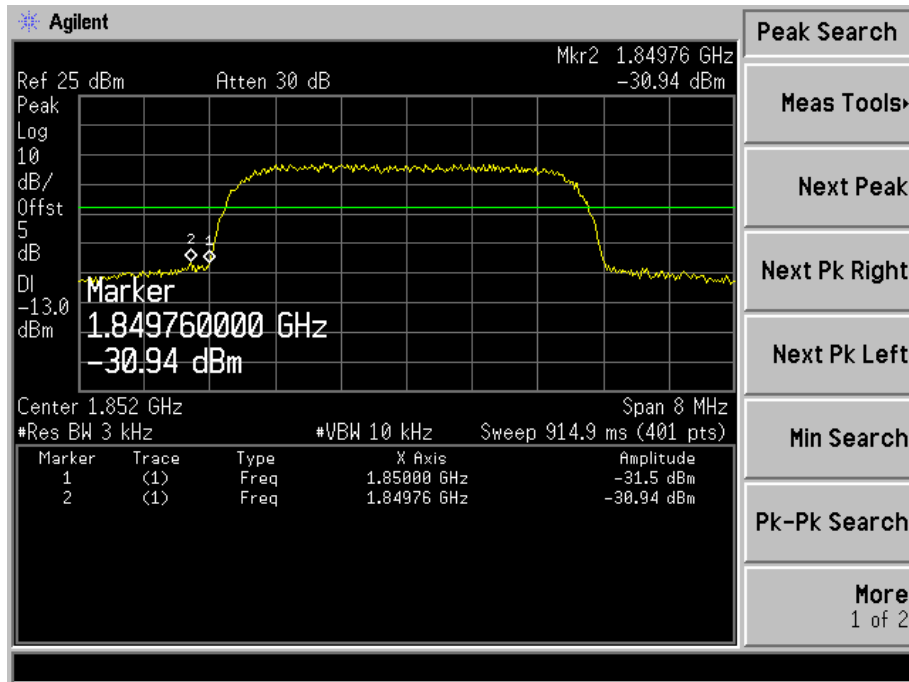 Agilent
Peak Search
Mkr2 1.84976 GHz
Ref 25 dBm Atten 30 dB -30.94 dBm
Peak
Log
10
dB/
Offst
5
dB
DI
-13.0
dBm
2 1
Marker
1.849760000 GHz
-30.94 dBm
Center 1.852 GHz Span 8 MHz
#Res BW 3 kHz #VBW 10 kHz Sweep 914.9 ms (401 pts)
Marker Trace Type X Axis Amplitude
1 (1) Freq 1.85000 GHz -31.5 dBm
2 (1) Freq 1.84976 GHz -30.94 dBm
Meas Tools
Next Peak
Next Pk Right
Next Pk Left
Min Search
Pk-Pk Search
More
1 of 2